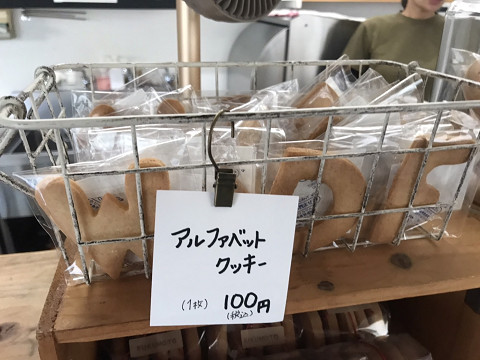 アルファベット
クッキー
(1枚) 100円
(税込)